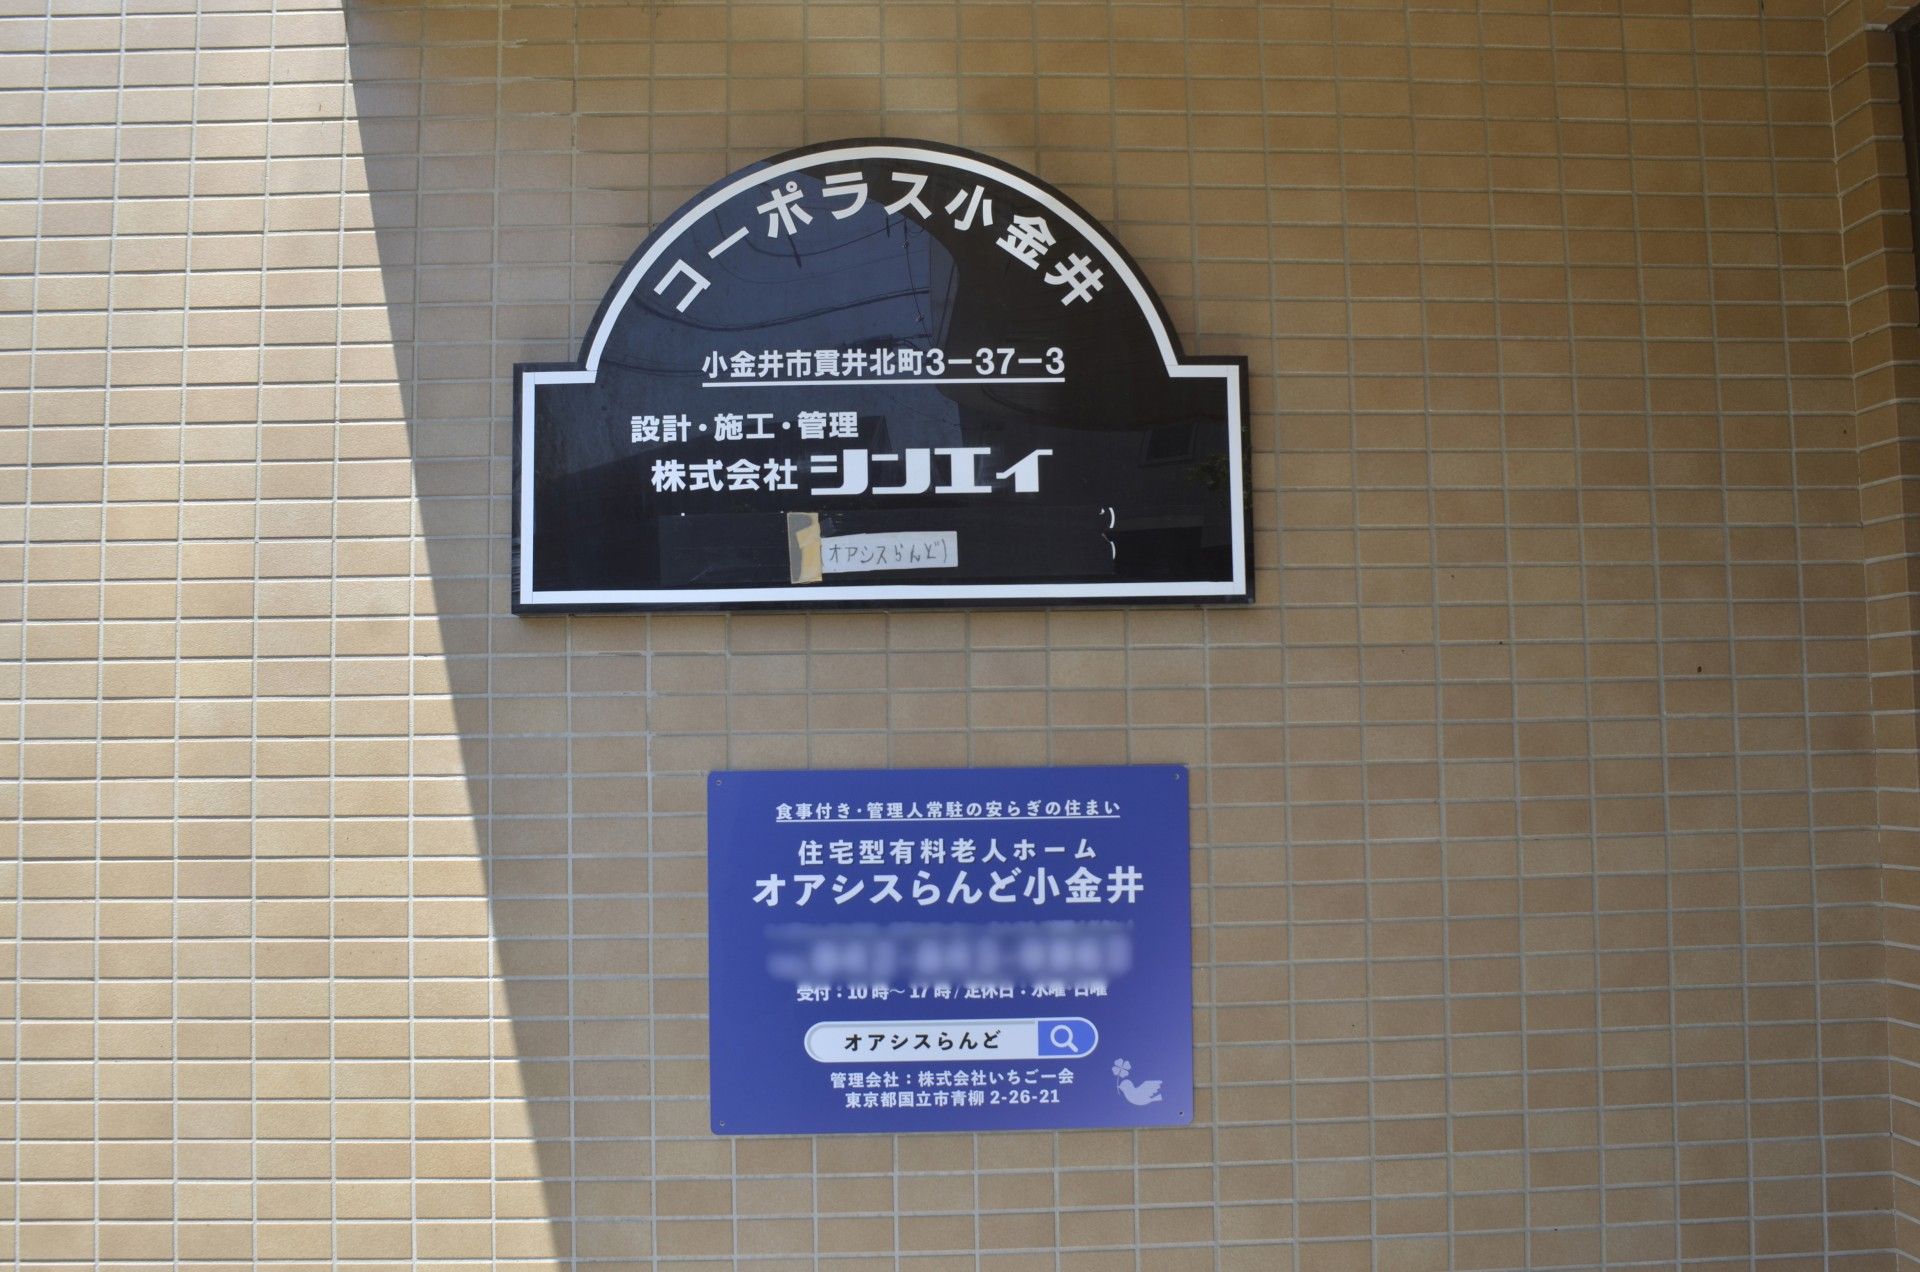 コーポラス小金井
小金井市貫井北町3−37−3
設計・施工・管理
株式会社シンエイ
(オアシスらんど)
食事付き・管理人常駐の安らぎの住まい
住宅型有料老人ホーム
オアシスらんど小金井
受付：10時〜17時/定休日：水曜・日曜
オアシスらんど
管理会社：株式会社いちご一会
東京都国立市青柳 2-26-21